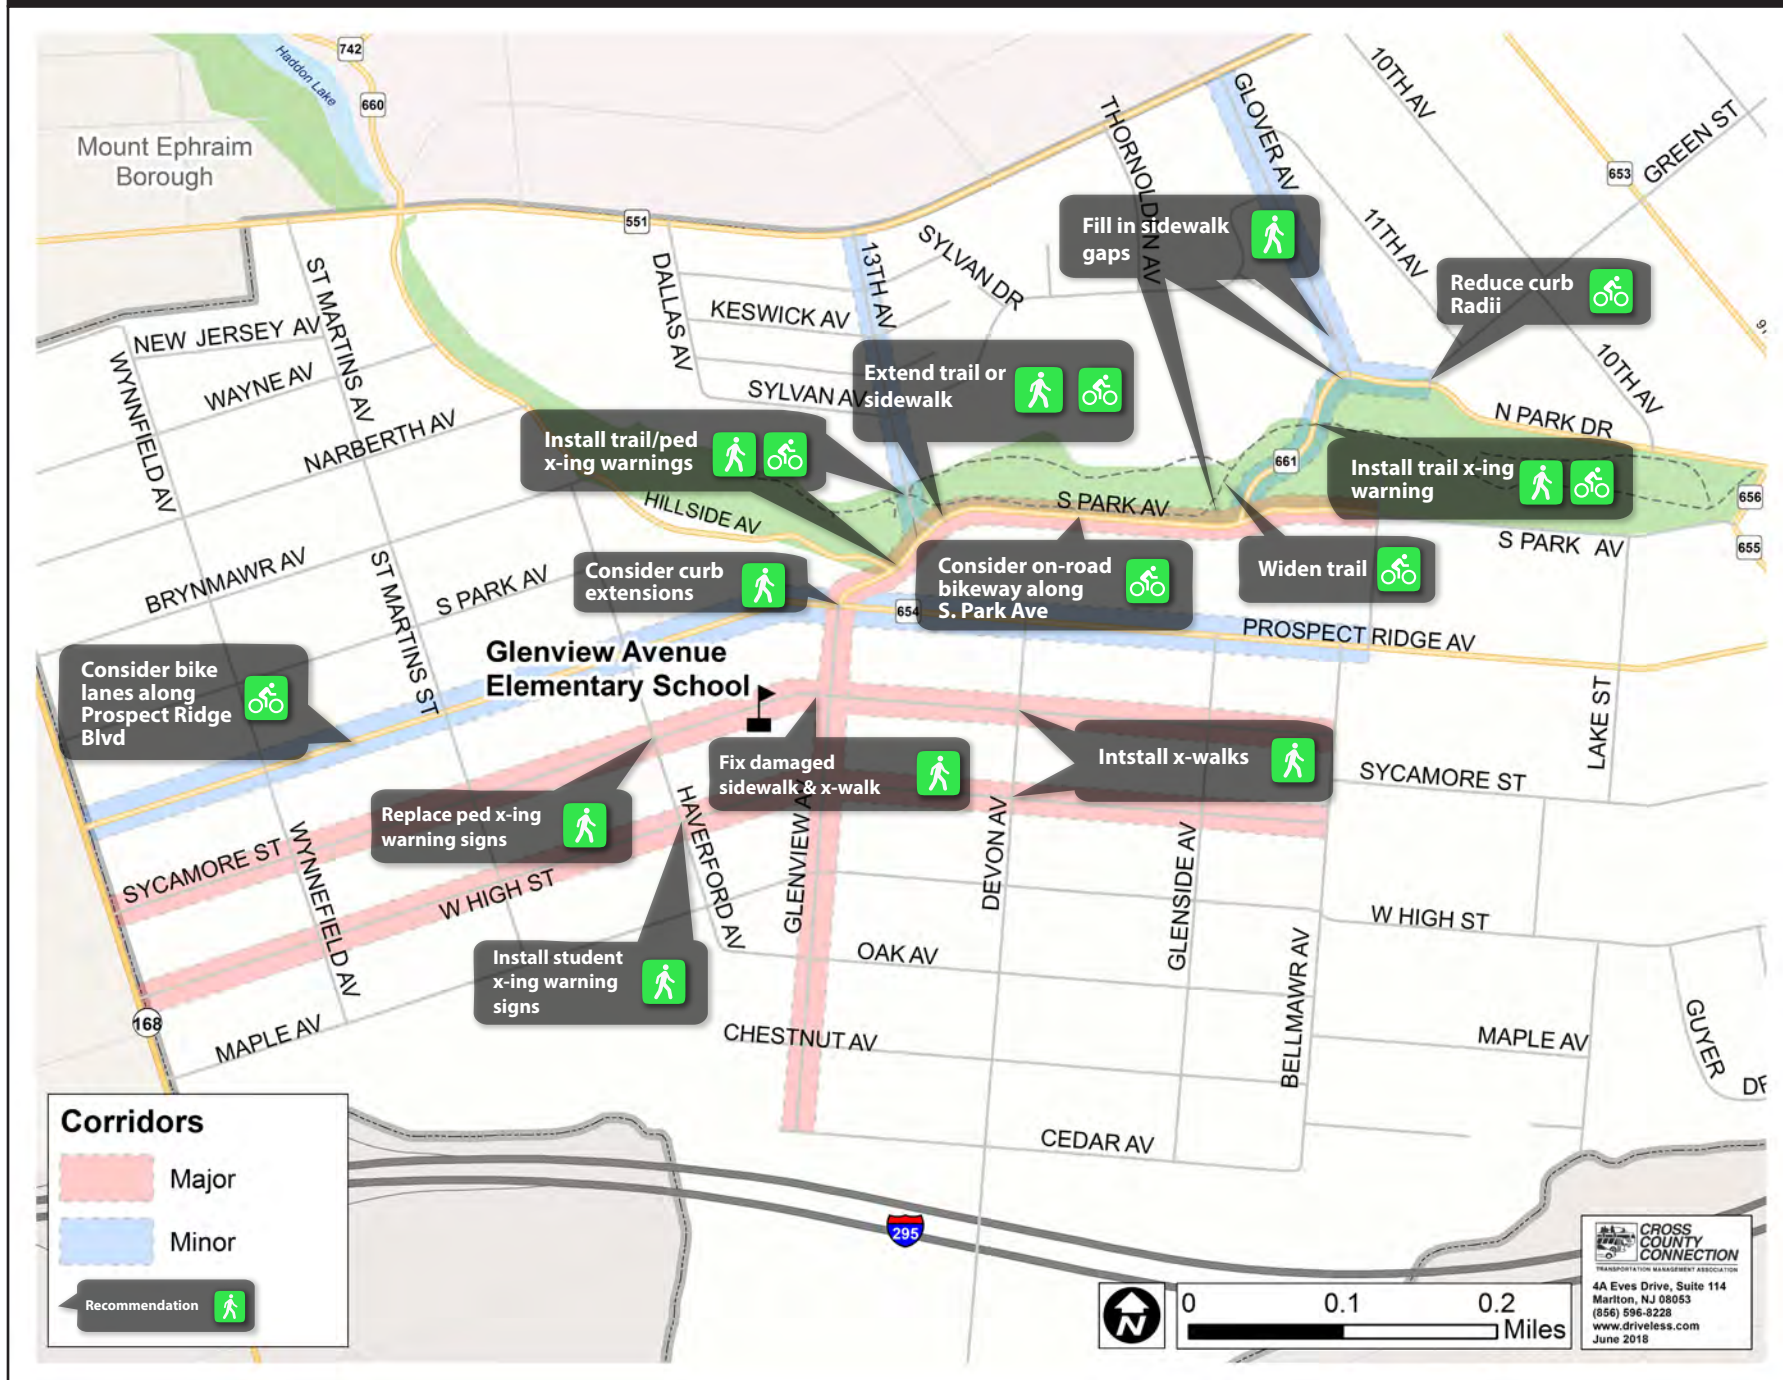 742
Haddon Lake
660
Mount Ephraim
Borough
551
THORNOLDEN AV
GLOVER AV
10TH AV
GREEN ST
653
11TH AV
10TH AV
ST MARTINS AV
DALLAS AV
13TH AV
SYLVAN DR
Fill in sidewalk
gaps
Reduce curb
Radii
NEW JERSEY AV
WYNNFIELD AV
WAYNE AV
NARBERTH AV
KESWICK AV
SYLVAN AV
Extend trail or
sidewalk
N PARK DR
Install trail/ped
x-ing warnings
HILLSIDE AV
S PARK AV
661
Install trail x-ing
warning
656
655
S PARK AV
BRYNMAWR AV
ST MARTINS ST
S PARK AV
Consider curb
extensions
654
Consider on-road
bikeway along
S. Park Ave
Widen trail
PROSPECT RIDGE AV
Glenview Avenue
Elementary School
Consider bike
lanes along
Prospect Ridge
Blvd
Fix damaged
sidewalk & x-walk
Intstall x-walks
LAKE ST
SYCAMORE ST
Replace ped x-ing
warning signs
SYCAMORE ST
WYNNEFIELD AV
W HIGH ST
HAVERFORD AV
GLENVIEW AV
DEVON AV
GLENSIDE AV
BELLMAWR AV
W HIGH ST
OAK AV
Install student
x-ing warning
signs
168
MAPLE AV
CHESTNUT AV
MAPLE AV
GUYER
CEDAR AV
295
Corridors
Major
Minor
Recommendation
N
0 0.1 0.2
Miles
CROSS
COUNTY
CONNECTION
TRANSPORTATION MANAGEMENT ASSOCIATION
4A Eves Drive, Suite 114
Marlton, NJ 08053
(856) 596-8228
www.driveless.com
June 2018